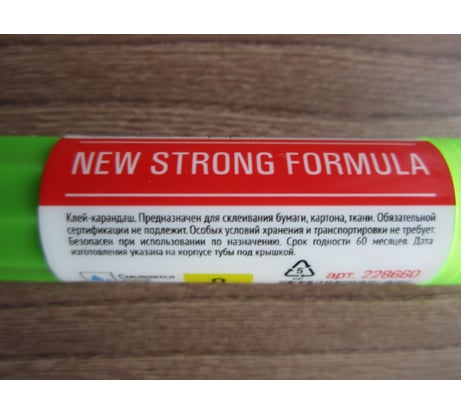 NEW STRONG FORMULA
Клей-карандаш. Предназначен для склеивания бумаги, картона, ткани. Обязательной
сертификации не подлежит. Особых условий хранения и транспортировки не требует.
Безопасен при использовании по назначению. Срок годности 60 месяцев. Дата
изготовления указана на корпусе тубы под крышкой.
Смывается
5
арт. 228660